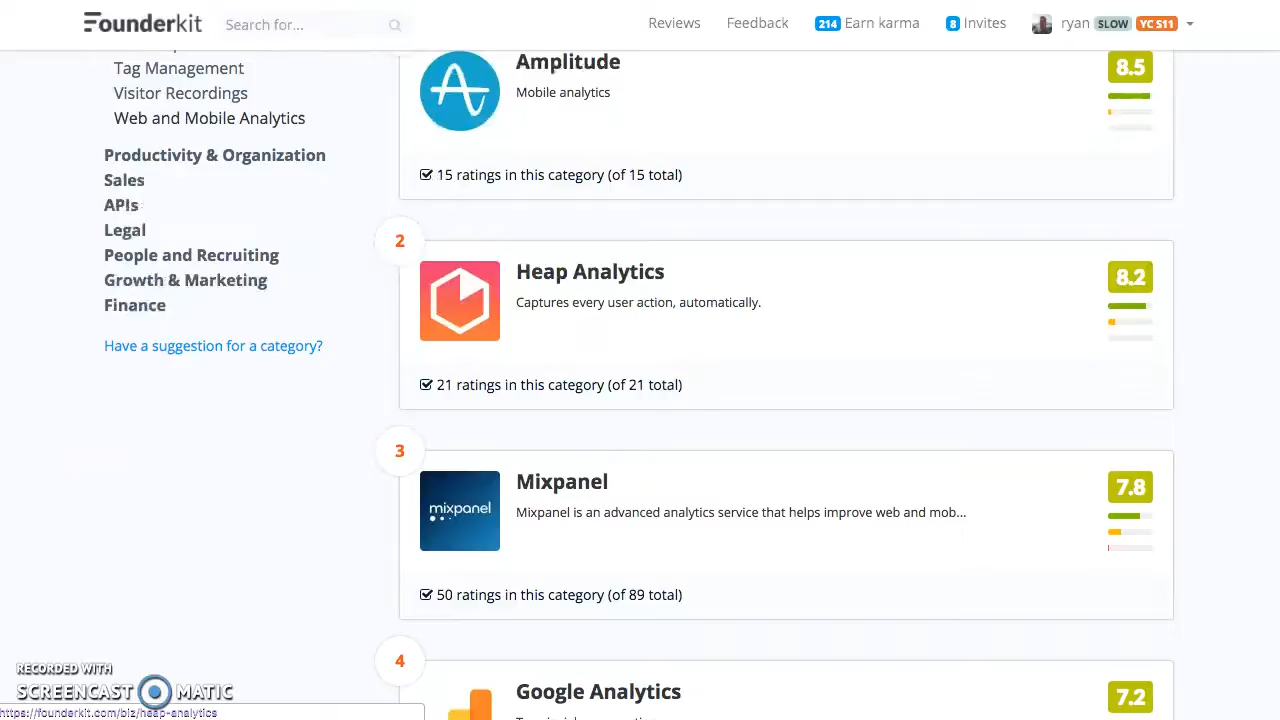 Founderkit
Search for...
Reviews
Feedback
214 Earn karma
8 Invites
ryan SLOW YC S11
Tag Management
Visitor Recordings
Web and Mobile Analytics
Productivity & Organization
Sales
APIs
Legal
People and Recruiting
Growth & Marketing
Finance
Have a suggestion for a category?
Amplitude
8.5
Mobile analytics
15 ratings in this category (of 15 total)
2
Heap Analytics
8.2
Captures every user action, automatically.
21 ratings in this category (of 21 total)
3
Mixpanel
7.8
mixpanel
Mixpanel is an advanced analytics service that helps improve web and mob...
50 ratings in this category (of 89 total)
4
Google Analytics
7.2
RECORDED WITH
SCREENCAST MATIC
https://founderkit.com/biz/heap-analytics